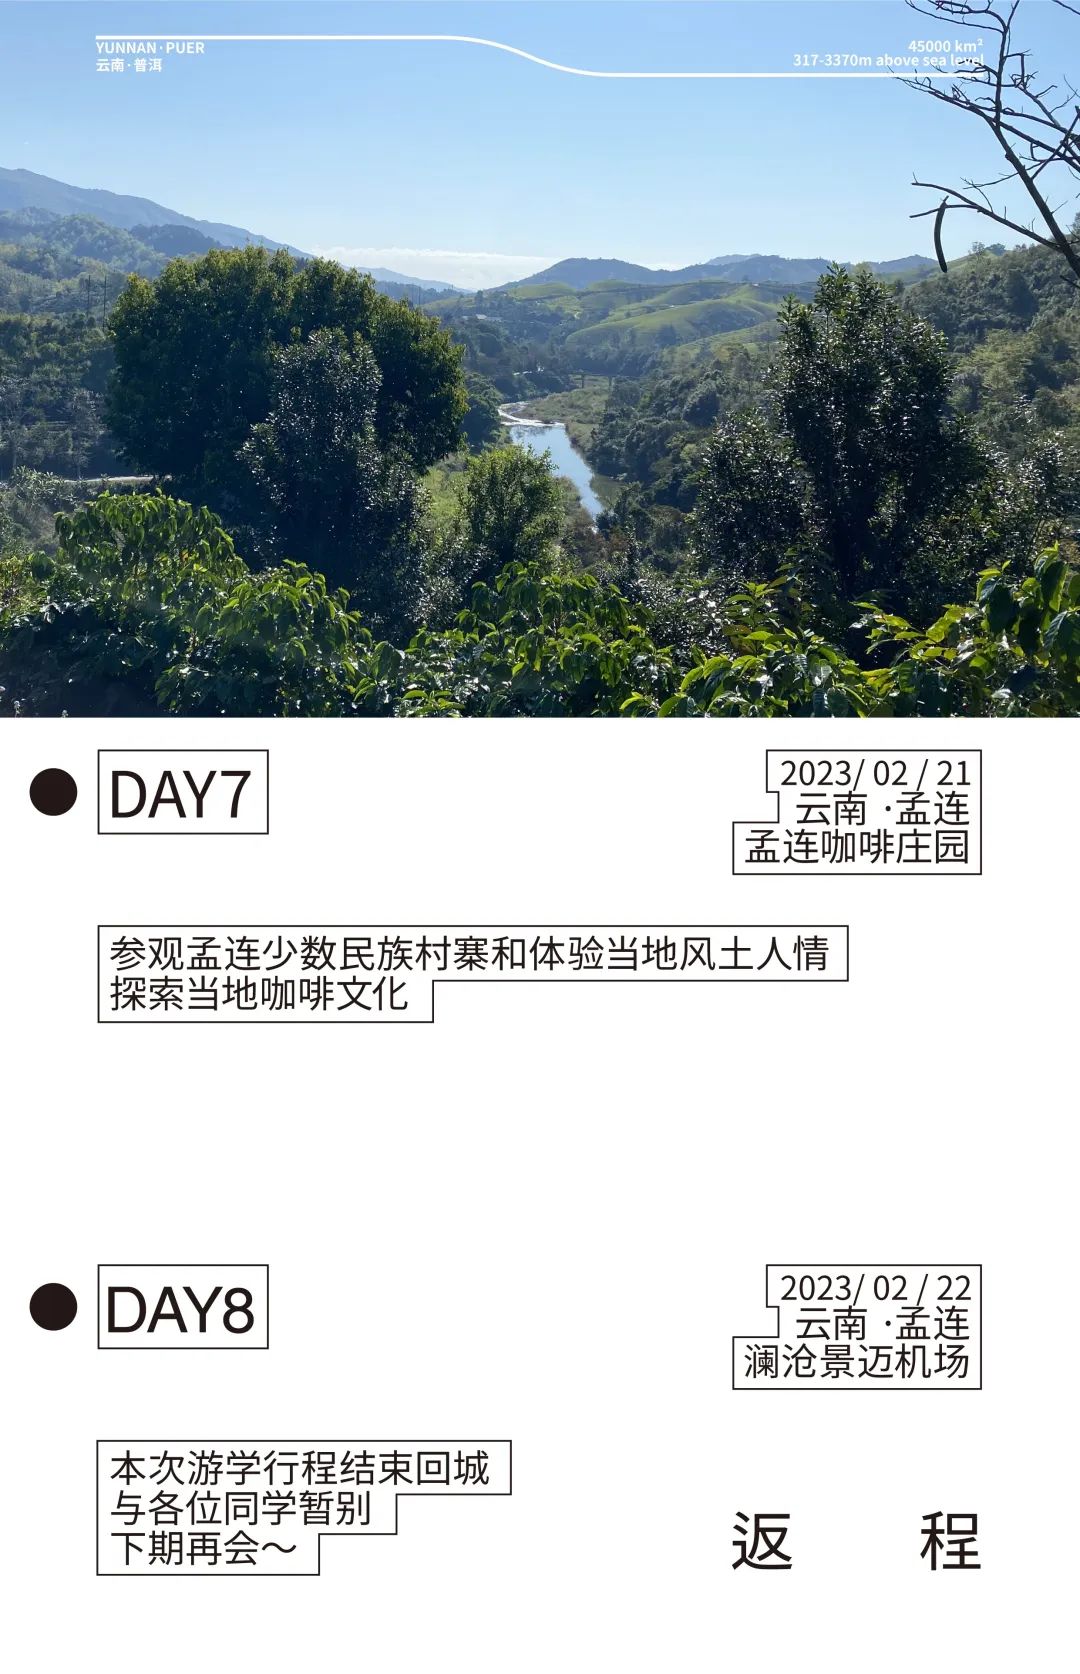 YUNNAN·PUER
云南·普洱
45000 km²
317-3370m above sea level
DAY7
2023/ 02 / 21
云南 ·孟连
孟连咖啡庄园
参观孟连少数民族村寨和体验当地风土人情
探索当地咖啡文化
DAY8
2023/ 02 / 22
云南 ·孟连
澜沧景迈机场
本次游学行程结束回城
与各位同学暂别
下期再会～
返 程